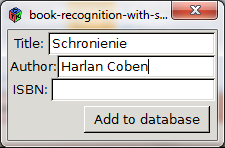 book-recognition-with-s...
Title: Schronienie
Author: Harlan Coben
ISBN:
Add to database